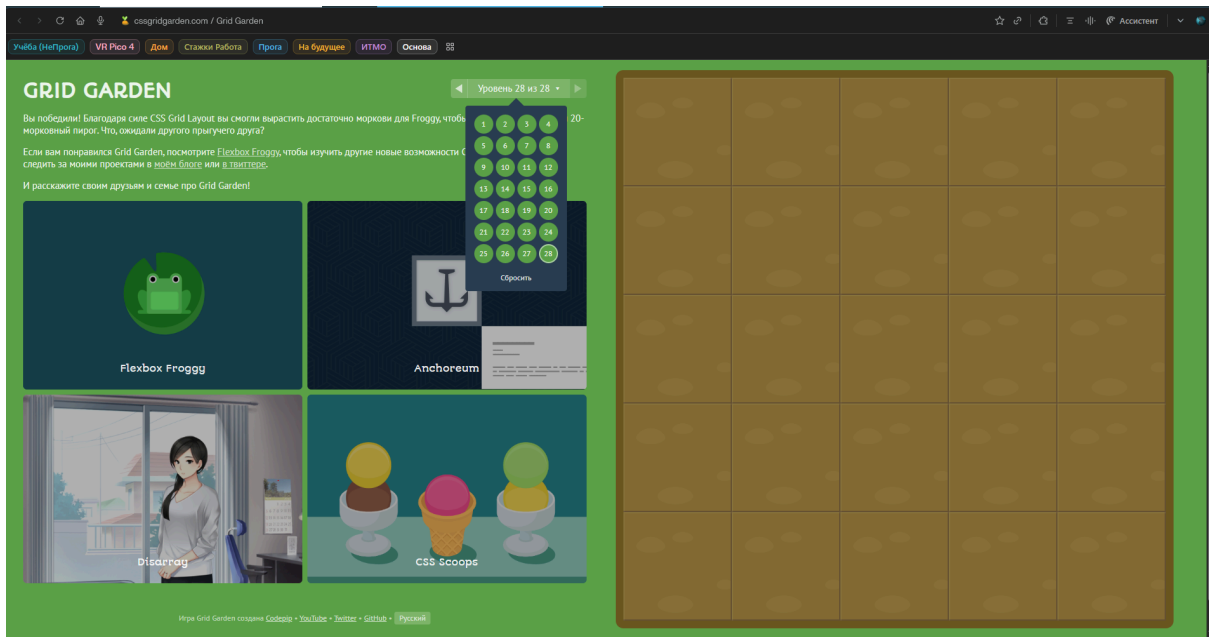 cssgridgarden.com / Grid Garden
Ассистент
Учёба (НеПрога)
VR Pico 4
Дом
Стажки Работа
Прога
На будущее
ИТМО
Основа
GRID GARDEN
Уровень 28 из 28
Вы победили! Благодаря силе CSS Grid Layout вы смогли вырастить достаточно моркови для Froggy, чтобы 20-
морковный пирог. Что, ожидали другого прыгучего друга?
Если вам понравился Grid Garden, посмотрите Flexbox Froggy, чтобы изучить другие новые возможности
следить за моими проектами в моём блоге или в твиттере.
И расскажите своим друзьям и семье про Grid Garden!
1 2 3 4
5 6 7 8
9 10 11 12
13 14 15 16
17 18 19 20
21 22 23 24
25 26 27 28
Сбросить
Flexbox Froggy
Anchoreum
Disarray
CSS Scoops
Игра Grid Garden создана Codepip • YouTube • Twitter • GitHub • Русский